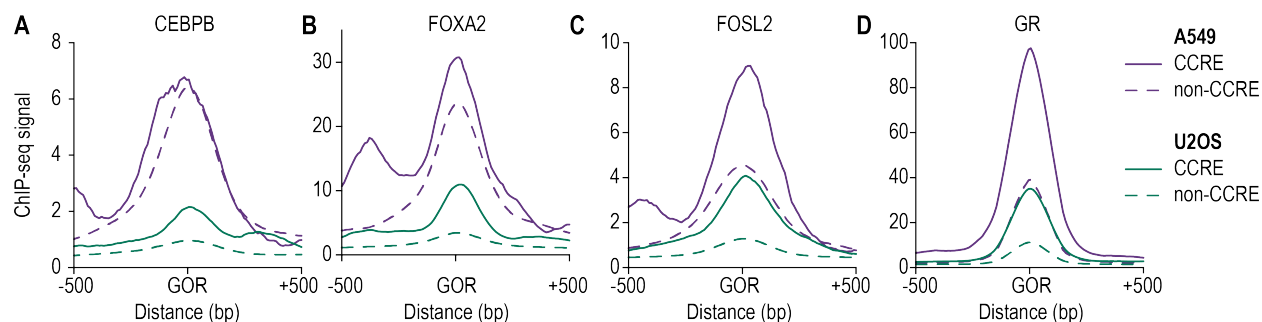 A
CEBPB
ChIP-seq signal
8
6
4
2
0
-500
GOR
+500
Distance (bp)
B
FOXA2
30
20
10
0
-500
GOR
+500
Distance (bp)
C
FOSL2
10
8
6
4
2
0
-500
GOR
+500
Distance (bp)
D
GR
100
80
60
40
20
0
-500
GOR
+500
Distance (bp)
A549
CCRE
non-CCRE
U2OS
CCRE
non-CCRE